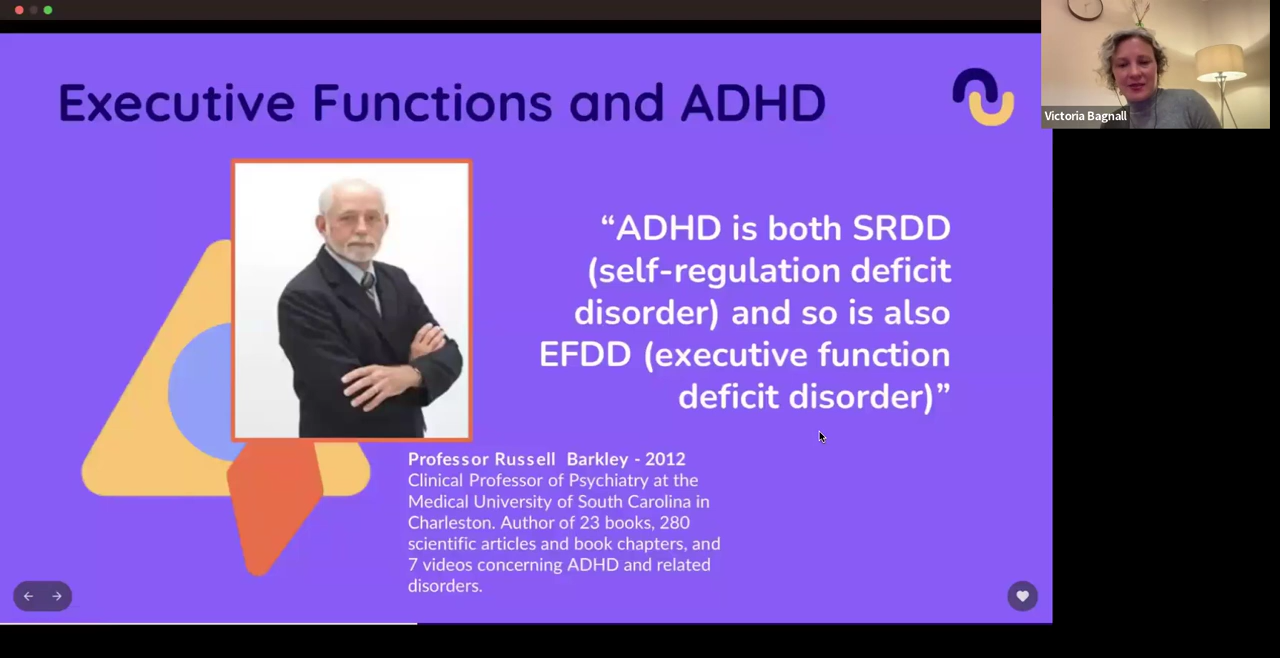 Executive Functions and ADHD
Victoria Bagnall
“ADHD is both SRDD
(self-regulation deficit
disorder) and so is also
EFDD (executive function
deficit disorder)”
Professor Russell Barkley - 2012
Clinical Professor of Psychiatry at the
Medical University of South Carolina in
Charleston. Author of 23 books, 280
scientific articles and book chapters, and
7 videos concerning ADHD and related
disorders.